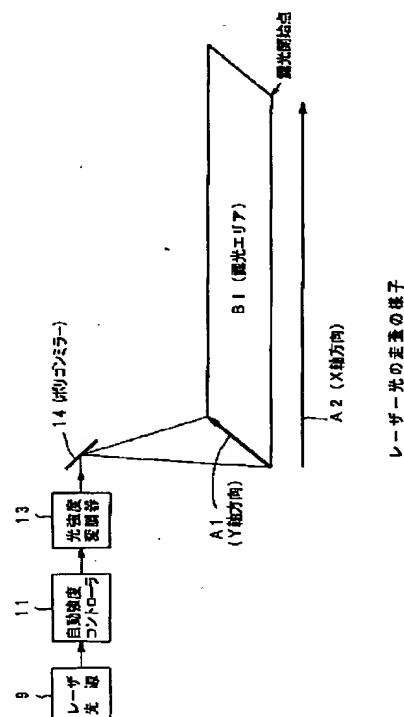 9
レーザ
光 源
11
自動強度
コントローラ
13
光強度
変調器
14 (ポリゴンミラー)
A1
(Y軸方向)
B1 (露光エリア)
露光開始点
A2 (X軸方向)
レーザー光の走査の様子